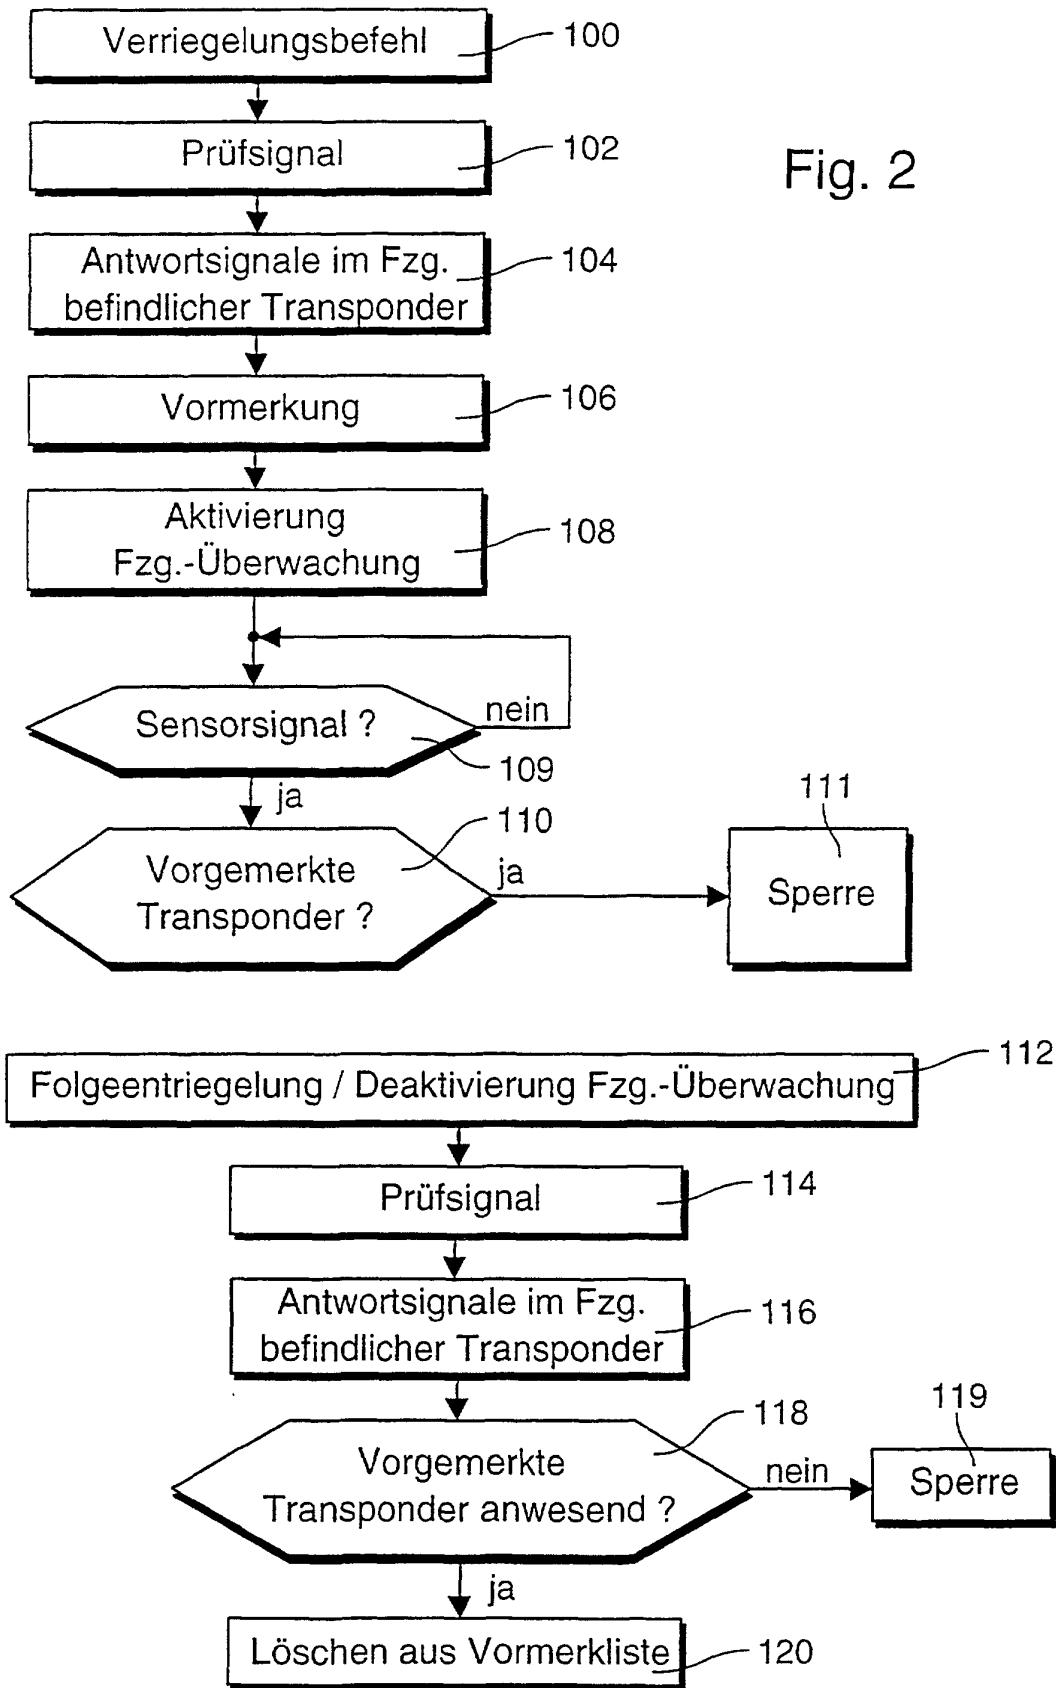 Verriegelungsbefehl
100
Prüfsignal
102
Fig. 2
Antwortsignale im Fzg.
befindlicher Transponder
104
Vormerkung
106
Aktivierung
Fzg.-Überwachung
108
Sensorsignal ?
nein
109
ja
110
111
Vorgemerkte
Transponder ?
ja
Sperre
112
Folgeentriegelung / Deaktivierung Fzg.-Überwachung
Prüfsignal
114
Antwortsignale im Fzg.
befindlicher Transponder
116
118
119
Vorgemerkte
Transponder anwesend ?
nein
Sperre
ja
Löschen aus Vormerkliste
120